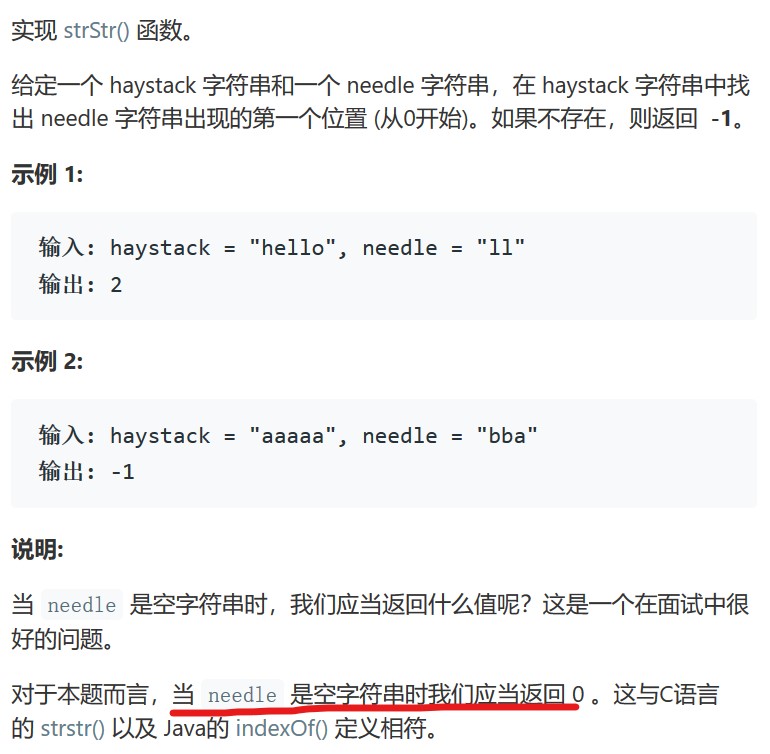 实现 strStr() 函数。
给定一个 haystack 字符串和一个 needle 字符串，在 haystack 字符串中找
出 needle 字符串出现的第一个位置 (从0开始)。如果不存在，则返回 -1。
示例 1:
输入: haystack = "hello", needle = "ll"
输出: 2
示例 2:
输入: haystack = "aaaaa", needle = "bba"
输出: -1
说明:
当 needle 是空字符串时，我们应当返回什么值呢？这是一个在面试中很
好的问题。
对于本题而言，当 needle 是空字符串时我们应当返回 0 。这与C语言
的 strstr() 以及 Java的 indexOf() 定义相符。